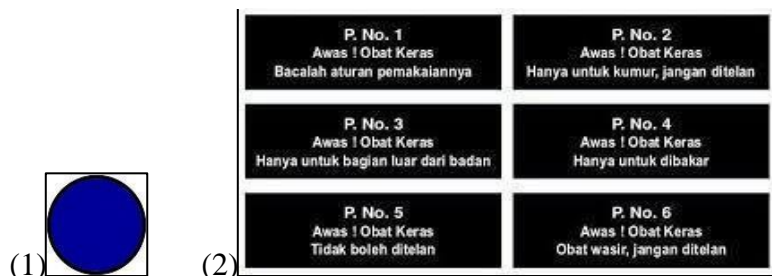 P. No. 1
Awas ! Obat Keras
Bacalah aturan pemakaiannya
P. No. 2
Awas ! Obat Keras
Hanya untuk kumur, jangan ditelan
P. No. 3
Awas ! Obat Keras
Hanya untuk bagian luar dari badan
P. No. 4
Awas ! Obat Keras
Hanya untuk dibakar
P. No. 5
Awas ! Obat Keras
Tidak boleh ditelan
P. No. 6
Awas ! Obat Keras
Obat wasir, jangan ditelan
(1)
(2)